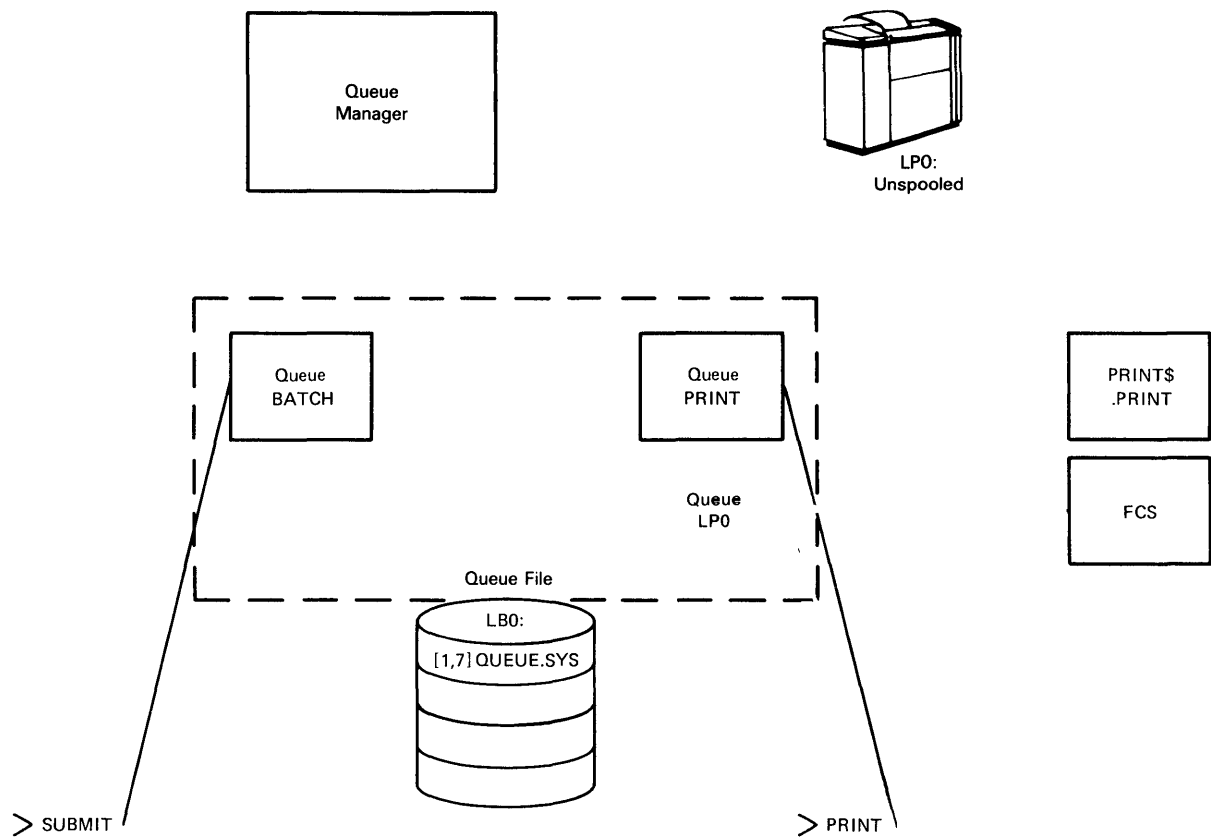 Queue
Manager
LP0:
Unspooled
Queue
BATCH
Queue
PRINT
PRINT$
.PRINT
Queue
LP0
FCS
Queue File
LB0:
[1,7] QUEUE.SYS
> SUBMIT
> PRINT